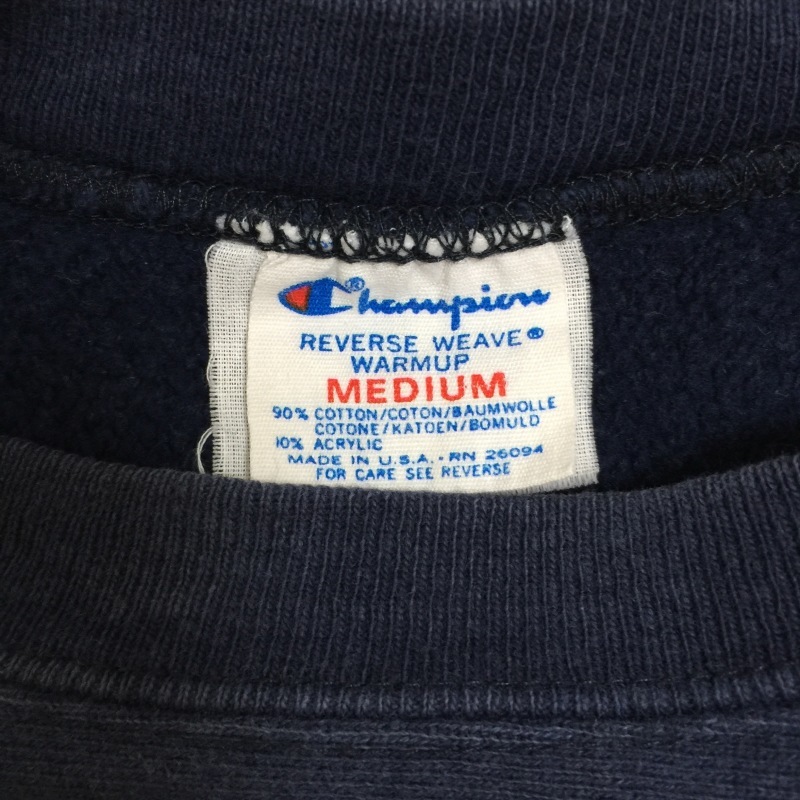 Champion®
REVERSE WEAVE®
WARMUP
MEDIUM
90% COTTON/COTON/BAUMWOLLE
COTONE/KATOEN/BOMULD
10% ACRYLIC
MADE IN U.S.A. - RN 26094
FOR CARE SEE REVERSE